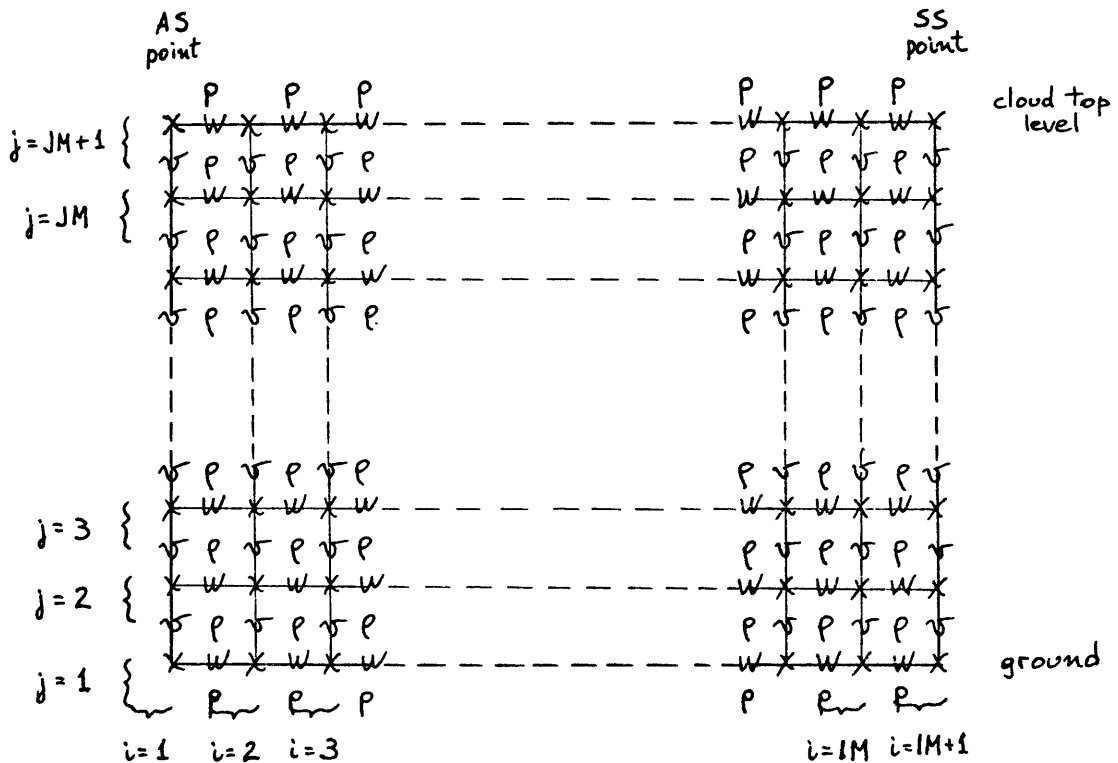 AS SS
point point
p p p p p p
x w x w x w w x w x w x cloud top
j=JM+1 level
v p v p v p p v p v p v
x w x w x w w x w x w x
j=JM
v p v p v p p v p v p v
x w x w x w w x w x w x
v p v p v p p v p v p v
v p v p v p p v p v p v
x w x w x w w x w x w x
j=3
v p v p v p p v p v p v
j=2 x w x w x w w x w x w x
v p v p v p p v p v p v
x w x w x w w x w x w x ground
j=1
p p p p p p
i=1 i=2 i=3 i=IM i=IM+1